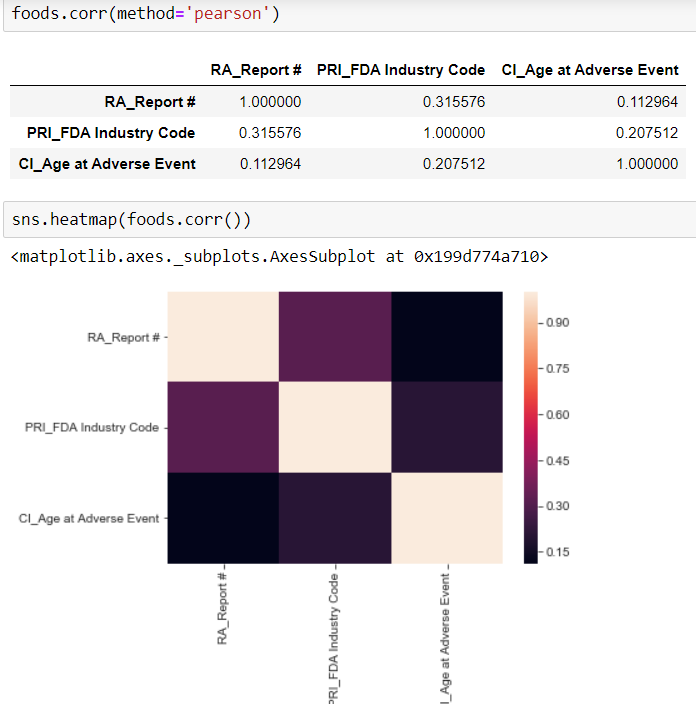 foods.corr(method='pearson')
RA_Report # PRI_FDA Industry Code CI_Age at Adverse Event
RA_Report # 1.000000 0.315576 0.112964
PRI_FDA Industry Code 0.315576 1.000000 0.207512
CI_Age at Adverse Event 0.112964 0.207512 1.000000
sns.heatmap(foods.corr())
<matplotlib.axes._subplots.AxesSubplot at 0x199d774a710>
RA_Report #
PRI_FDA Industry Code
CI_Age at Adverse Event
0.90
0.75
0.60
0.45
0.30
0.15
RA_Report #
PRI_FDA Industry Code
I_Age at Adverse Event